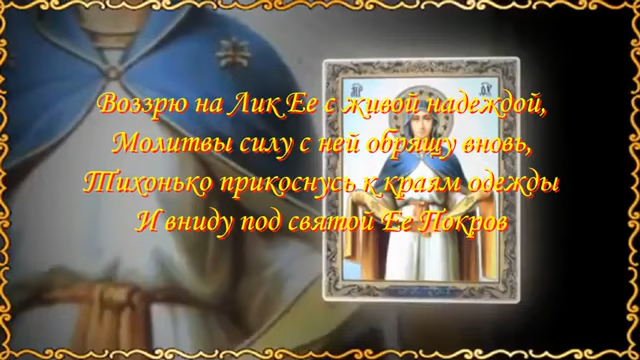 Воззрю на Лик Ее с живой надеждой,
Молитвы силу с ней обрящу вновь,
Тихонько прикоснусь к краям одежды
И вниду под святой Ее Покров